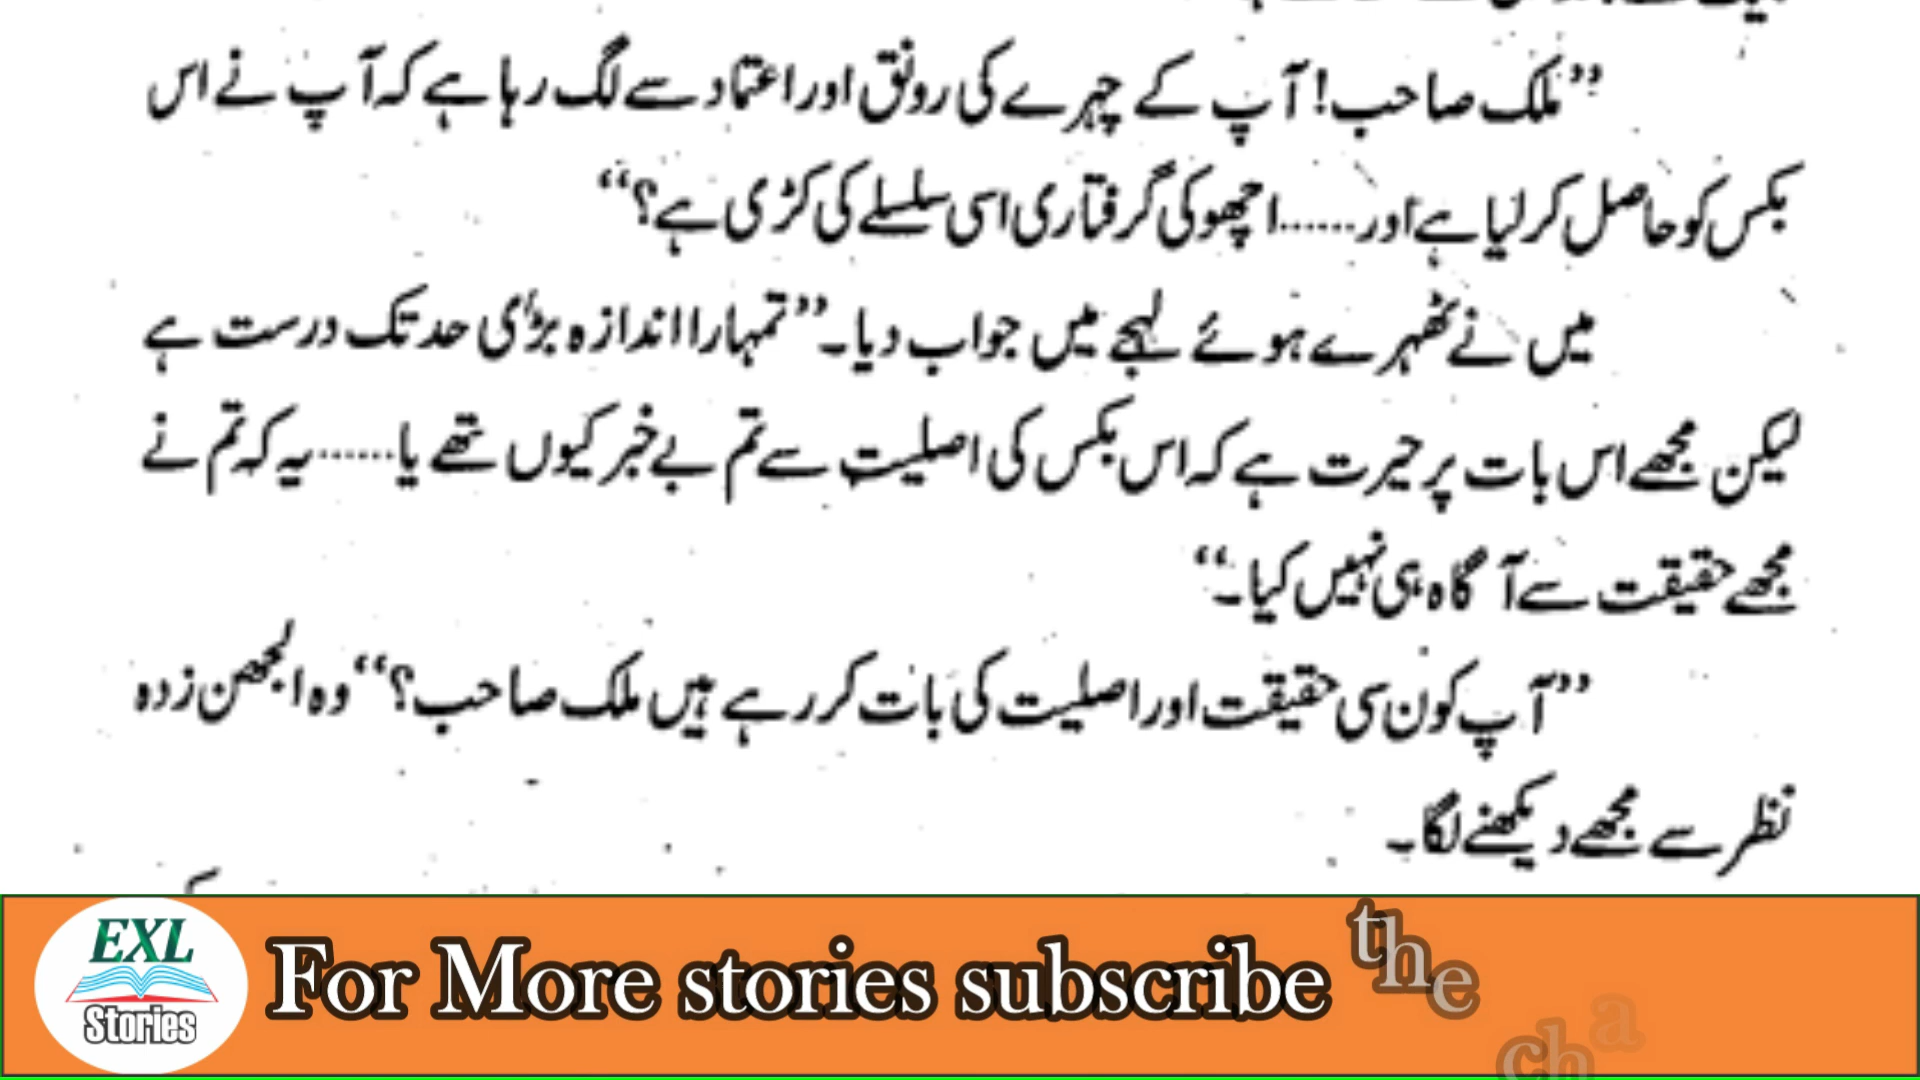 ”ملک صاحب! آپ کے چہرے کی رونق اور اعتماد سے لگ رہا ہے کہ آپ نے اس
بکس کو حاصل کر لیا ہے اور......اچھو کی گرفتاری اسی سلسلے کی کڑی ہے؟“
میں نے ٹھہرے ہوئے لہجے میں جواب دیا۔ ”تمہارا اندازہ بڑی حد تک درست ہے
لیکن مجھے اس بات پر حیرت ہے کہ اس بکس کی اصلیت سے تم بے خبر کیوں تھے یا......یہ کہ تم نے
مجھے حقیقت سے آگاہ ہی نہیں کیا۔“
”آپ کون سی حقیقت اور اصلیت کی بات کر رہے ہیں ملک صاحب؟“ وہ الجھن زدہ
نظر سے مجھے دیکھنے لگا۔
EXL
Stories
For More stories subscribe the
cha